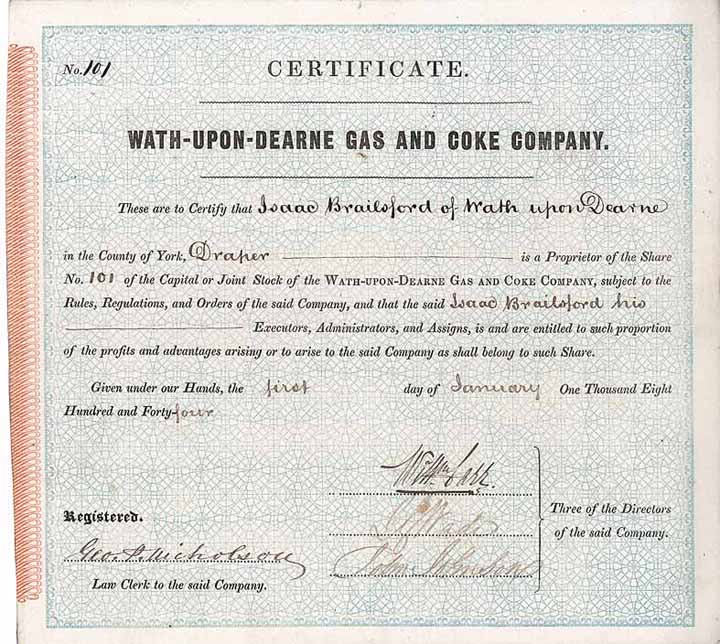 No. 101
CERTIFICATE.
WATH-UPON-DEARNE GAS AND COKE COMPANY.
These are to Certify that Isaac Brailsford of Wath upon Dearne
in the County of York, Draper is a Proprietor of the Share
No. 101 of the Capital or Joint Stock of the WATH-UPON-DEARNE GAS AND COKE COMPANY, subject to the
Rules, Regulations, and Orders of the said Company, and that the said Isaac Brailsford his
Executors, Administrators, and Assigns, is and are entitled to such proportion
of the profits and advantages arising or to arise to the said Company as shall belong to such Share.
Given under our Hands, the first day of January One Thousand Eight
Hundred and Forty-four
Registered.
Geo. P. Nicholson
Law Clerk to the said Company.
John Johnson
Three of the Directors
of the said Company.